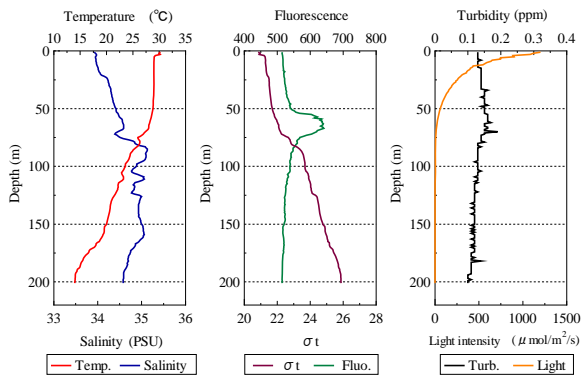 Temperature (℃)
10 15 20 25 30 35
0
50
100
150
200
Depth (m)
33 34 35 36
Salinity (PSU)
Temp. Salinity
Fluorescence
400 500 600 700 800
0
50
100
150
200
Depth (m)
20 22 24 26 28
σt
σt Fluo.
Turbidity (ppm)
0 0.1 0.2 0.3 0.4
0
50
100
150
200
Depth (m)
0 500 1000 1500
Light intensity (μmol/m²/s)
Turb. Light